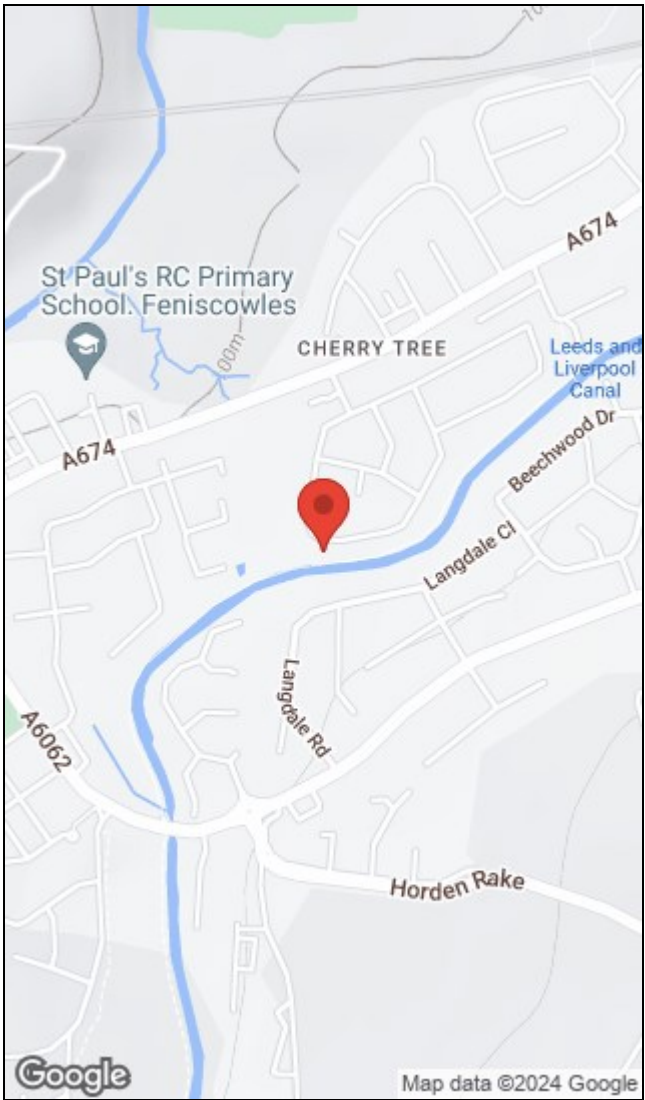 A674
St Paul's RC Primary
School. Feniscowles
CHERRY TREE
Leeds and
Liverpool
Canal
00m
A674
Beechwood Dr
Langdale Cl
Langdale Rd
A6062
Horden Rake
Google
Map data ©2024 Google